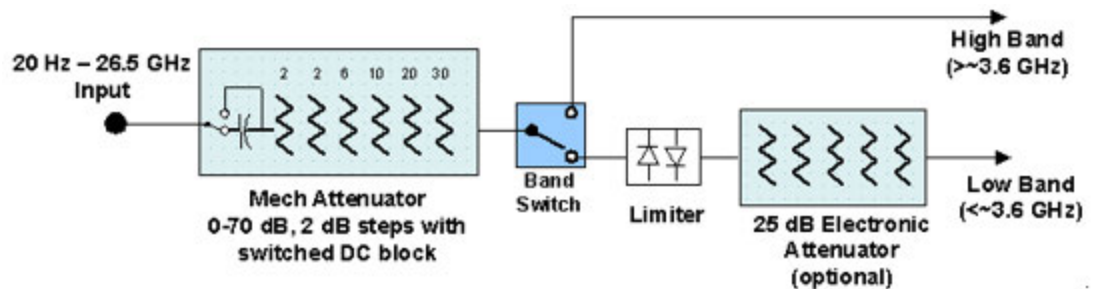 20 Hz – 26.5 GHz
Input
2 2 6 10 20 30
Mech Attenuator
0-70 dB, 2 dB steps with
switched DC block
Band
Switch
Limiter
25 dB Electronic
Attenuator
(optional)
High Band
(>~3.6 GHz)
Low Band
(<~3.6 GHz)